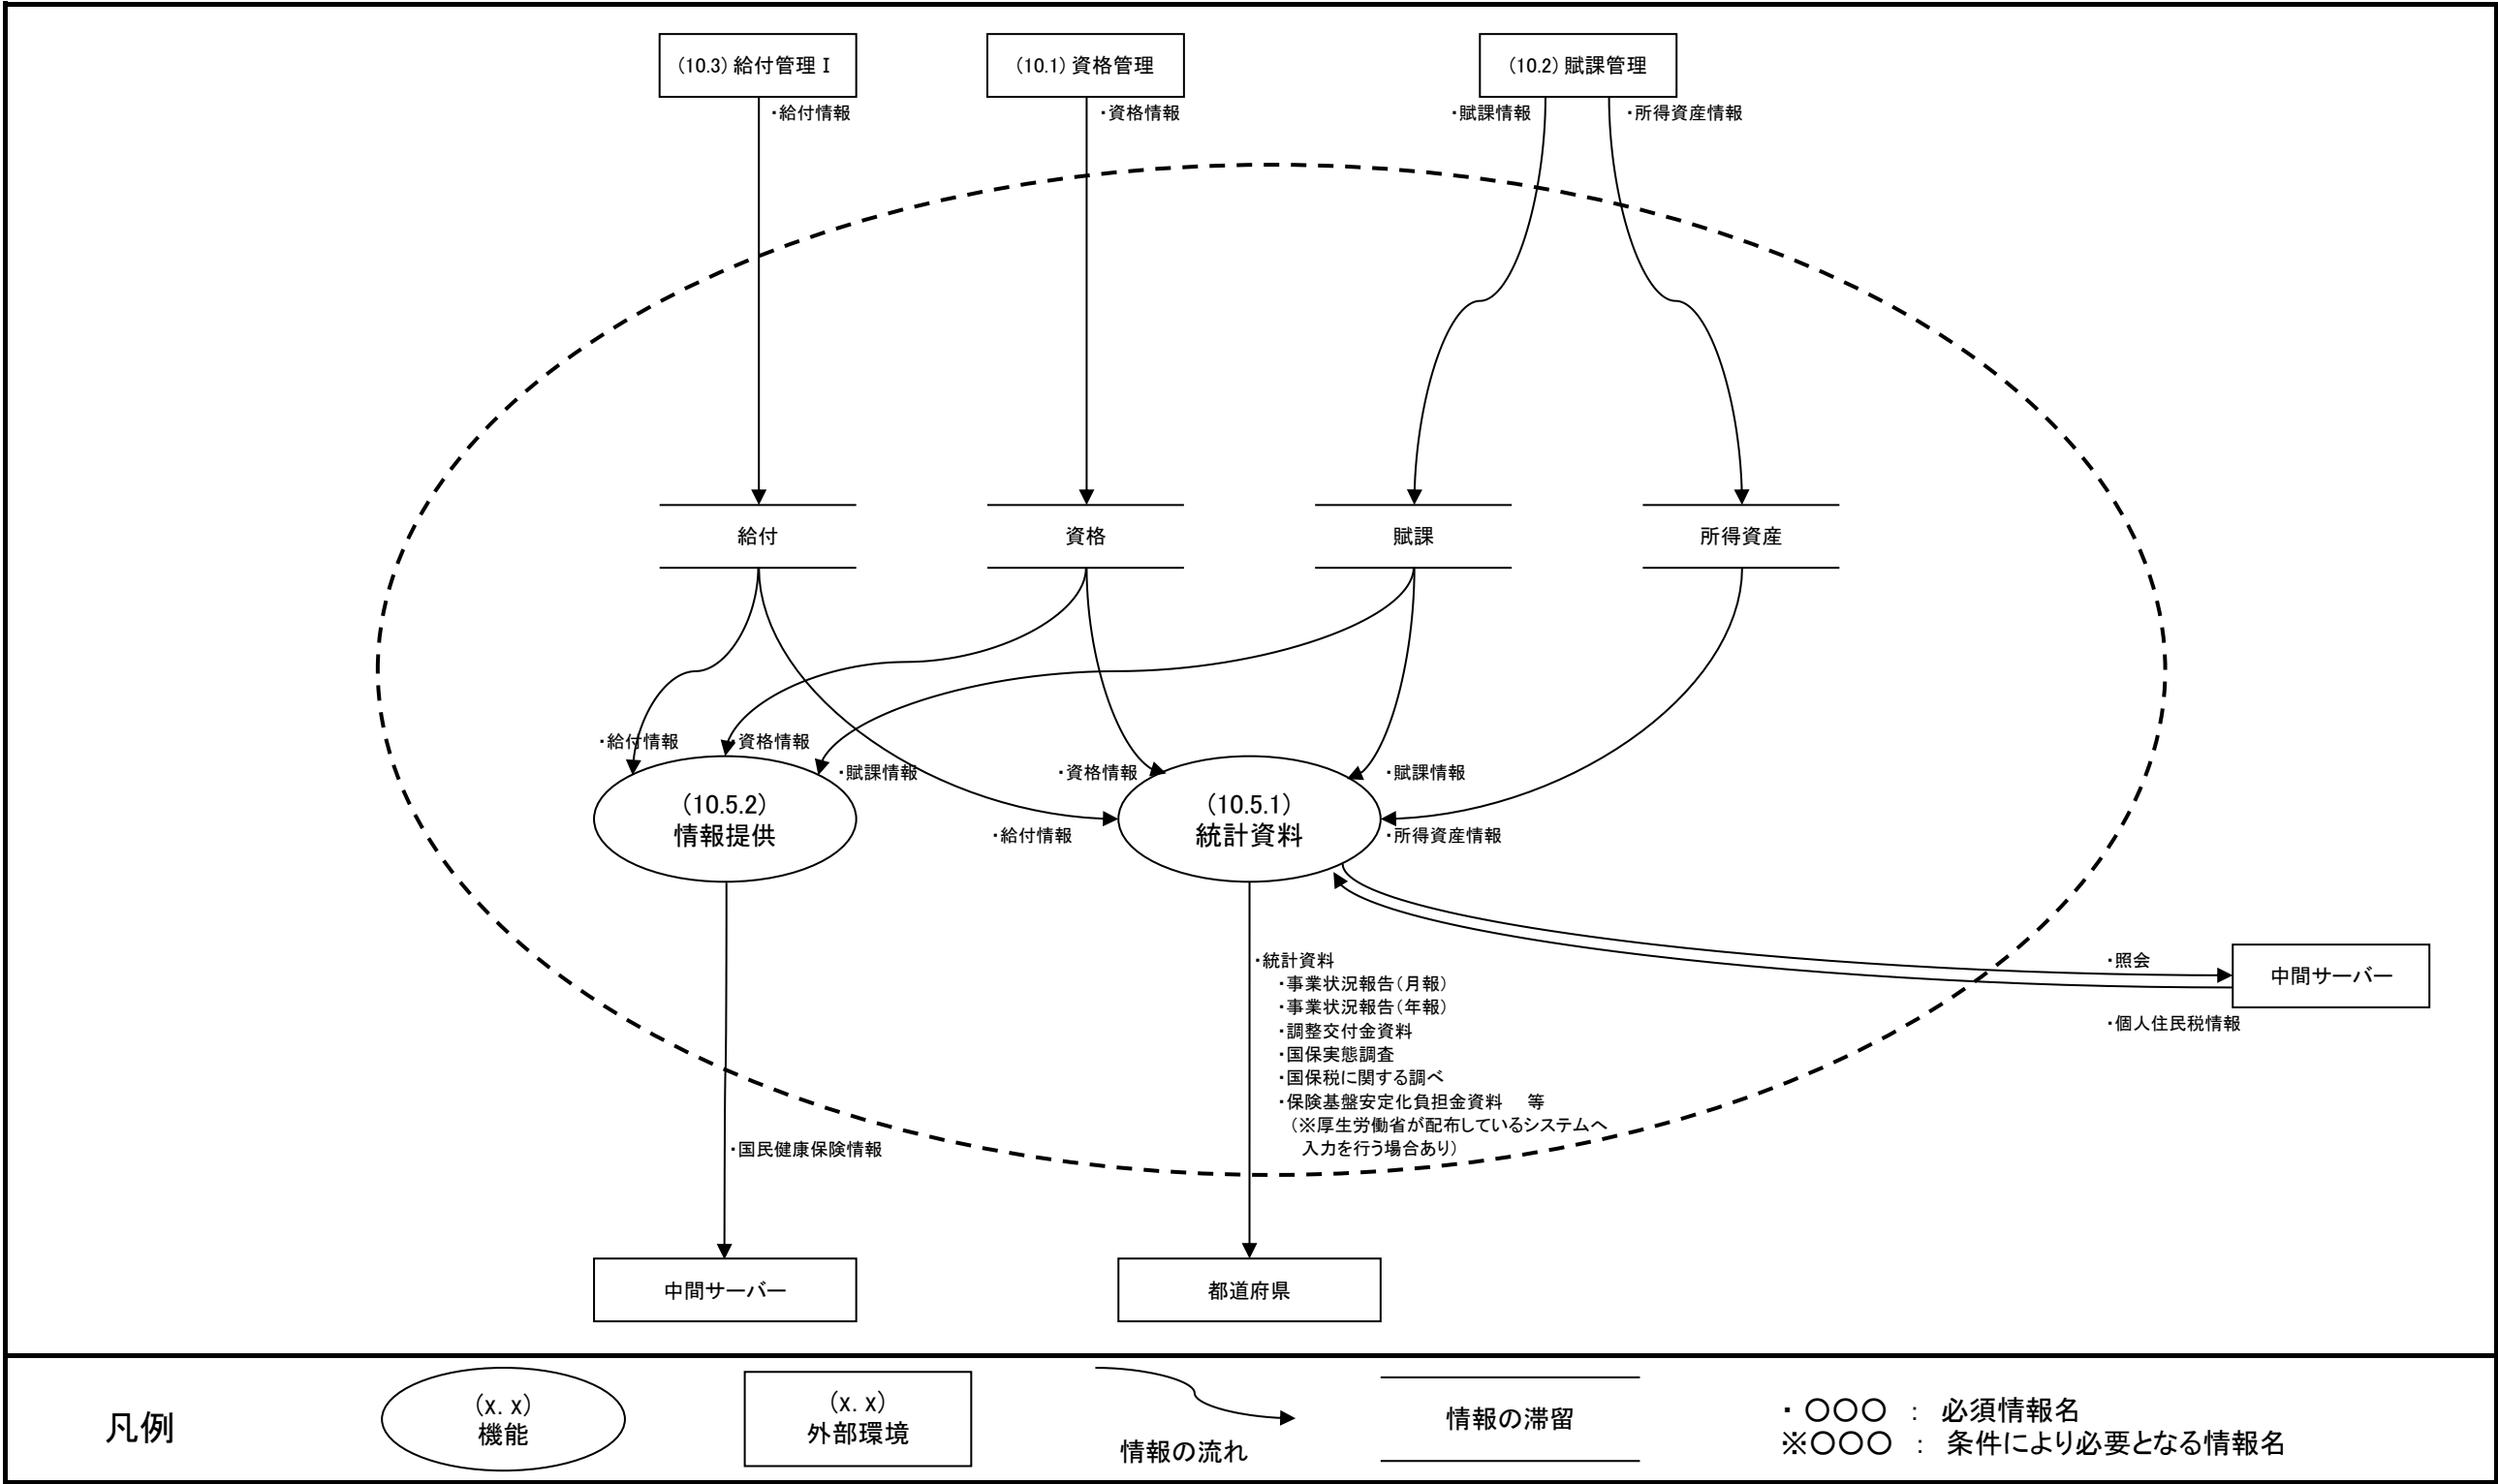 (10.3)給付管理Ⅰ
(10.1)資格管理
(10.2)賦課管理
・給付情報
・資格情報
・賦課情報
・所得資産情報
給付
資格
賦課
所得資産
・給付情報
・資格情報
・賦課情報
・資格情報
・賦課情報
(10.5.2)
情報提供
(10.5.1)
統計資料
・給付情報
・所得資産情報
・統計資料
・事業状況報告(月報)
・事業状況報告(年報)
・調整交付金資料
・国保実態調査
・国保税に関する調べ
・保険基盤安定化負担金資料 等
(※厚生労働省が配布しているシステムへ
入力を行う場合あり)
・照会
中間サーバー
・個人住民税情報
・国民健康保険情報
中間サーバー
都道府県
凡例
(x.x)
機能
(x.x)
外部環境
情報の流れ
情報の滞留
・ 〇〇〇 : 必須情報名
※〇〇〇 : 条件により必要となる情報名